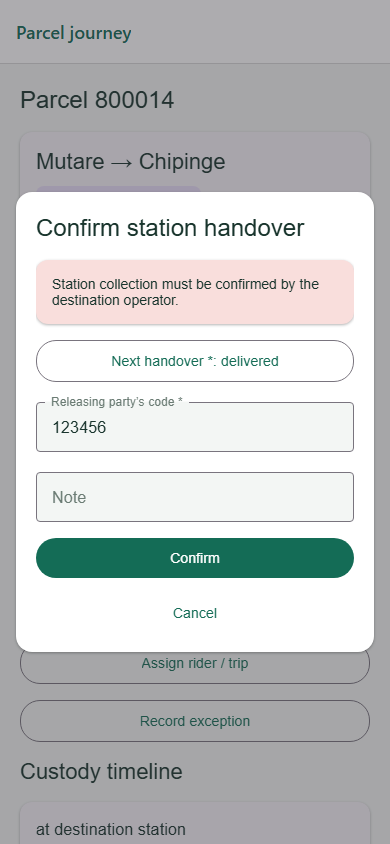 Parcel journey
Parcel 800014
Mutare → Chipinge
Confirm station handover
Station collection must be confirmed by the
destination operator.
Next handover *: delivered
Releasing party's code *
123456
Note
Confirm
Cancel
Assign rider / trip
Record exception
Custody timeline
at destination station